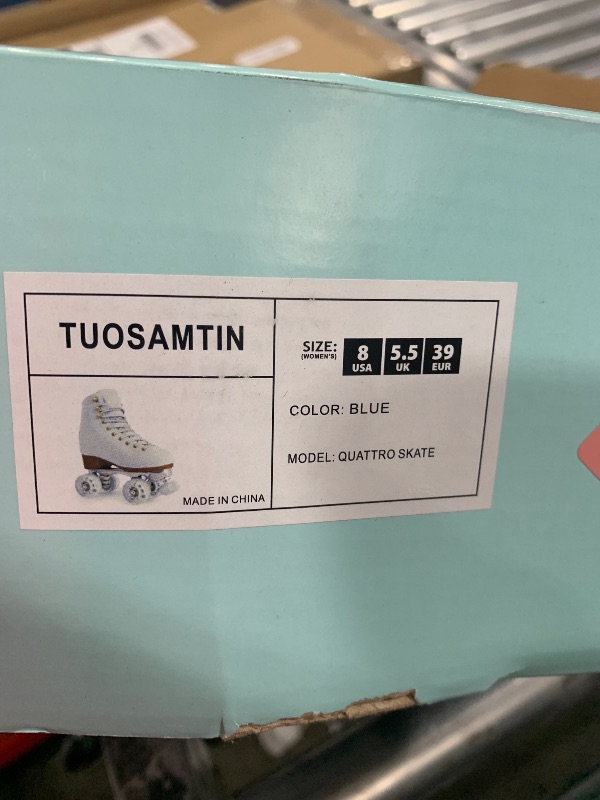 TUOSAMTIN
MADE IN CHINA
SIZE: 8 5.5 39
(WOMEN'S) USA UK EUR
COLOR: BLUE
MODEL: QUATTRO SKATE